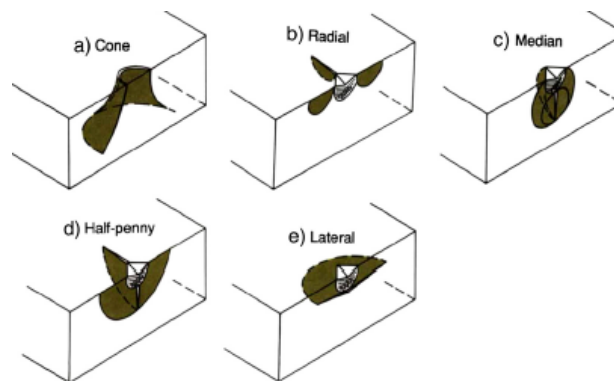 a) Cone
b) Radial
c) Median
d) Half-penny
e) Lateral